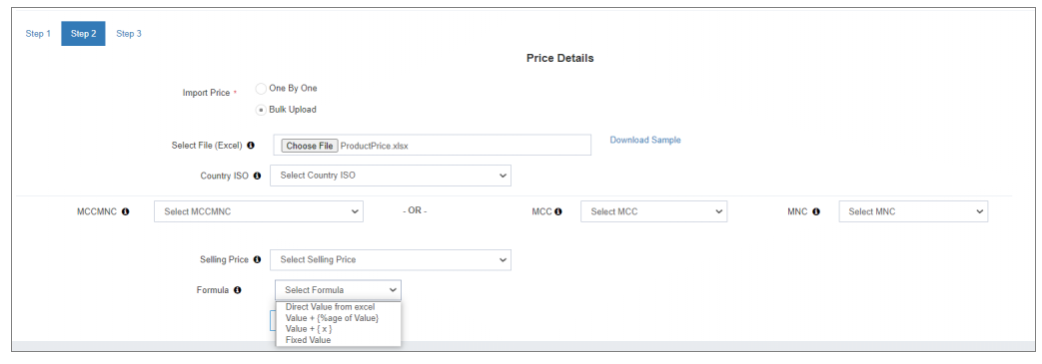 Step 1 Step 2 Step 3
Price Details
Import Price * One By One
Bulk Upload
Select File (Excel) Choose File ProductPrice.xlsx Download Sample
Country ISO Select Country ISO
MCCMNC Select MCCMNC - OR - MCC Select MCC MNC Select MNC
Selling Price Select Selling Price
Formula Select Formula
Direct Value from excel
Value + {%age of Value}
Value + { x }
Fixed Value